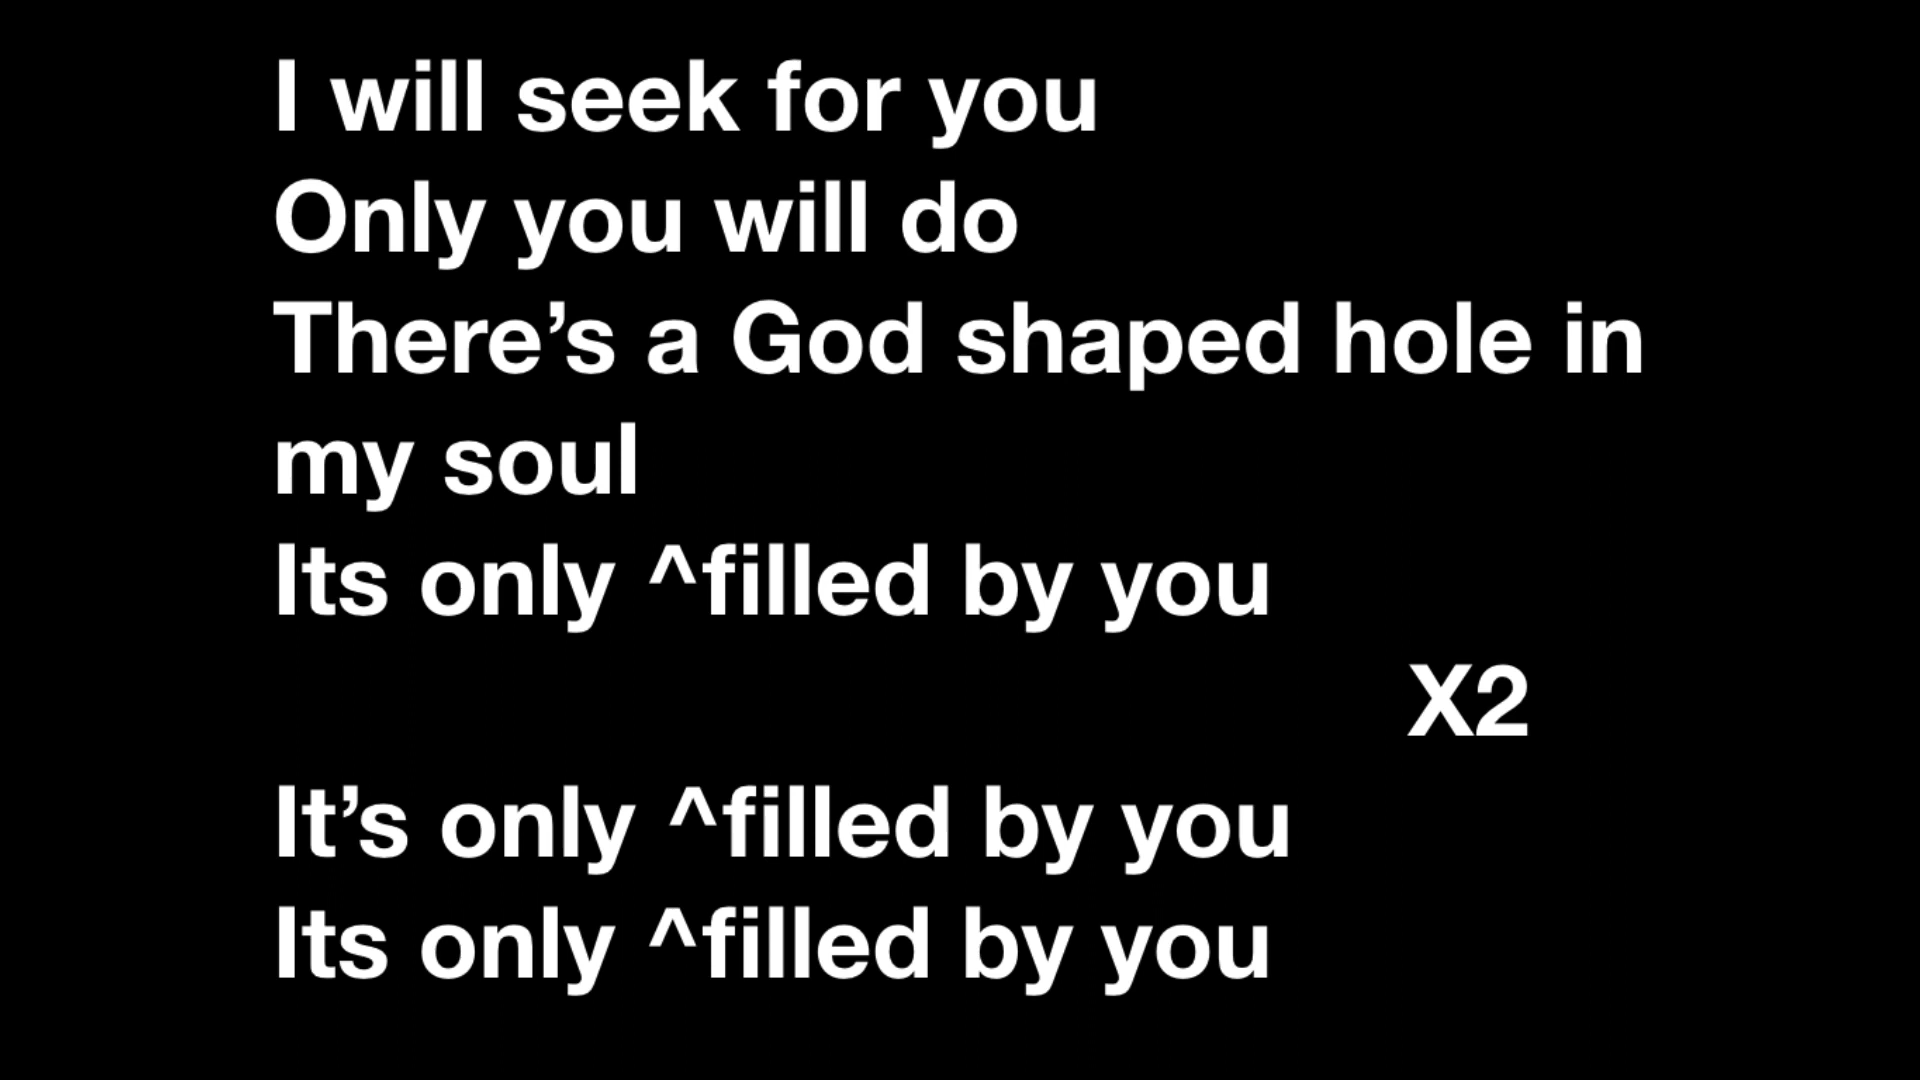 I will seek for you
Only you will do
There’s a God shaped hole in
my soul
Its only ^filled by you
X2
It’s only ^filled by you
Its only ^filled by you